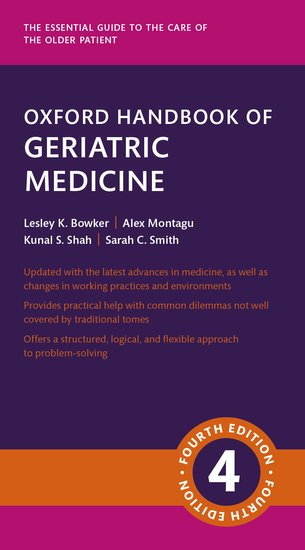 THE ESSENTIAL GUIDE TO THE CARE OF
THE OLDER PATIENT
OXFORD HANDBOOK OF
GERIATRIC
MEDICINE
Lesley K. Bowker | Alex Montagu
Kunal S. Shah | Sarah C. Smith
Updated with the latest advances in medicine, as well as
changes in working practices and environments
Provides practical help with common dilemmas not well
covered by traditional tomes
Offers a structured, logical, and flexible approach
to problem-solving
• FOURTH EDITION •
4
FOURTH EDITION